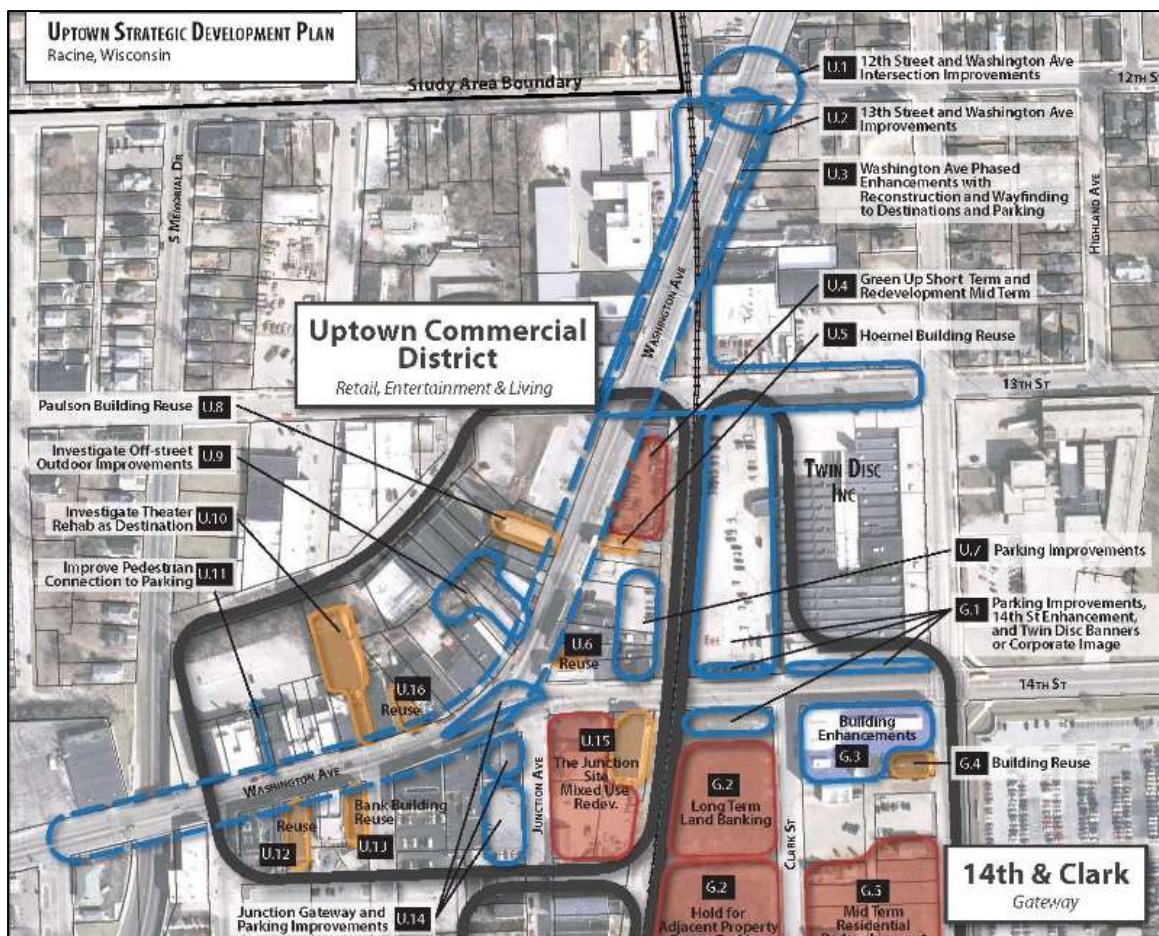 UPTOWN STRATEGIC DEVELOPMENT PLAN
Racine, Wisconsin
Study Area Boundary
U.1 12th Street and Washington Ave
Intersection Improvements
12TH ST
U.2 13th Street and Washington Ave
Improvements
U.3 Washington Ave Phased
Enhancements with
Reconstruction and Wayfinding
to Destinations and Parking
S MEMORIAL DR
HIGHLAND AVE
WASHINGTON AVE
U.4 Green Up Short Term and
Redevelopment Mid Term
U.5 Hoernel Building Reuse
Uptown Commercial
District
Retail, Entertainment & Living
13TH ST
Paulson Building Reuse U.8
Investigate Off-street
Outdoor Improvements U.9
Investigate Theater
Rehab as Destination U.10
Improve Pedestrian
Connection to Parking U.11
TWIN DISC
INC
U.7 Parking Improvements
G.1 Parking Improvements,
14th St Enhancement,
and Twin Disc Banners
or Corporate Image
U.6
Reuse
U.16
Reuse
14TH ST
WASHINGTON AVE
U.15
The Junction
Site
Mixed Use
Redev.
JUNCTION AVE
Building
Enhancements
G.3
G.4 Building Reuse
G.2
Long Term
Land Banking
CLARK ST
Reuse
U.12
Bank Building
Reuse
U.13
Junction Gateway and
Parking Improvements U.14
G.2
Hold for
Adjacent Property
G.5
Mid Term
Residential
14th & Clark
Gateway